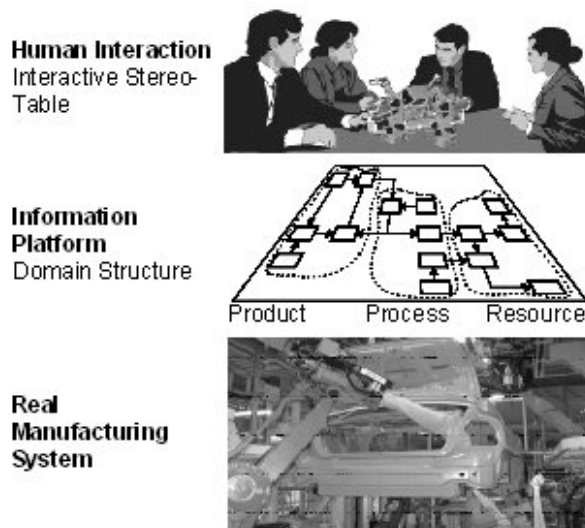 Human Interaction
Interactive Stereo-
Table
Information
Platform
Domain Structure
Product Process Resource
Real
Manufacturing
System